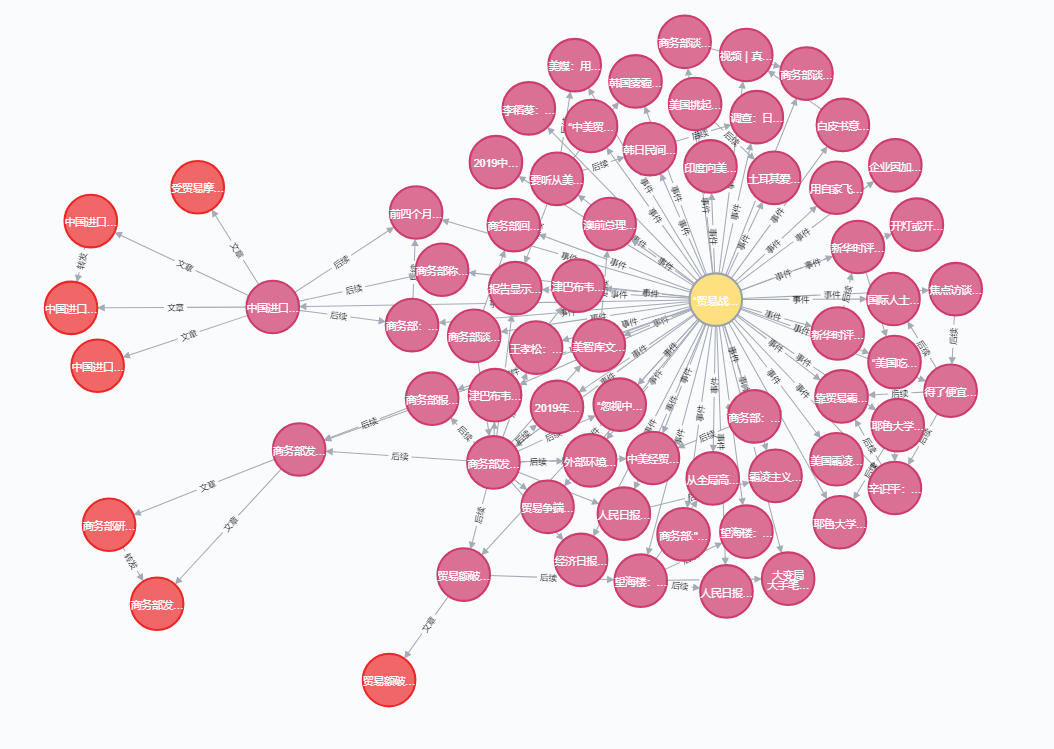 商务部谈...
视频 | 真...
美媒：用...
商务部谈...
韩国萎靡...
美国挑起...
李稻葵：...
"中美贸...
调查：日...
白皮书意...
2019中...
要听从美...
韩日民间...
印度向美...
土耳其爱...
企业因加...
用自家飞...
受贸易摩...
中国进口...
前四个月...
商务部回...
澳前总理...
开灯或开...
新华时评...
商务部称...
报告显示...
津巴布韦...
"贸易战...
国际人士...
焦点访谈...
中国进口...
中国进口...
商务部：...
商务部谈...
王孝松：...
美智库文...
新华时评...
"美国吃...
中国进口...
商务部报...
津巴布韦...
2019年...
"忽视中...
商务部：...
得了便宜...
耶鲁大学...
商务部发...
商务部发...
外部环境...
中美经贸...
从全局高...
霸凌主义...
美国霸凌...
辛识平：...
商务部研...
贸易争端...
人民日报...
商务部:"...
望海楼：...
耶鲁大学...
商务部发...
贸易额破...
经济日报...
望海楼：...
人民日报...
大变局
大手笔...
贸易额破...
事件
后续
文章
转发